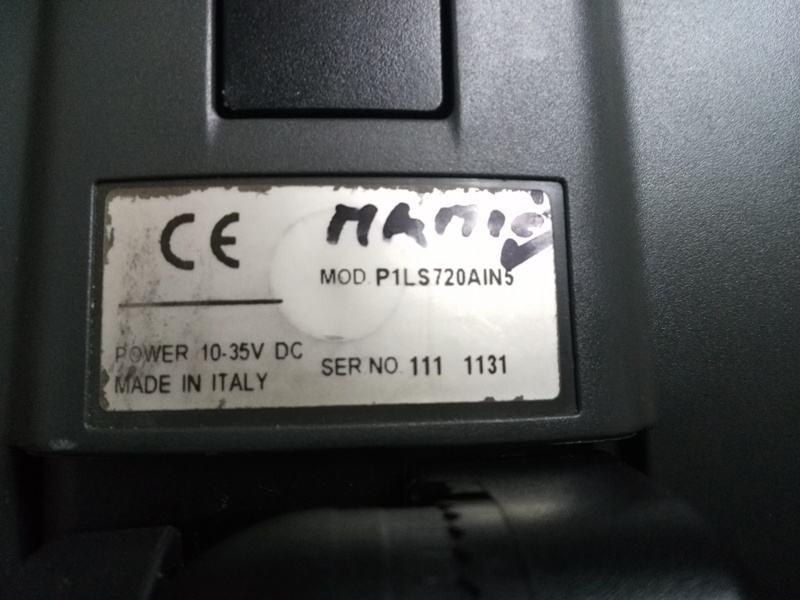 CE
MOD. P1LS720AIN5
POWER 10-35V DC
SER.NO. 111 1131
MADE IN ITALY